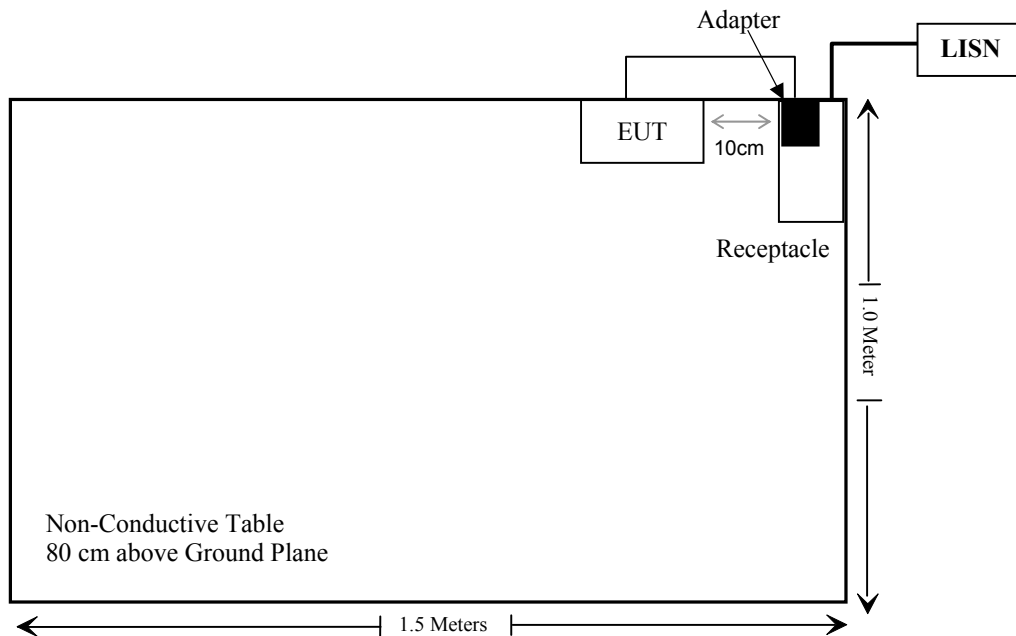 Adapter
LISN
EUT
10cm
Receptacle
1.0 Meter
Non-Conductive Table
80 cm above Ground Plane
1.5 Meters